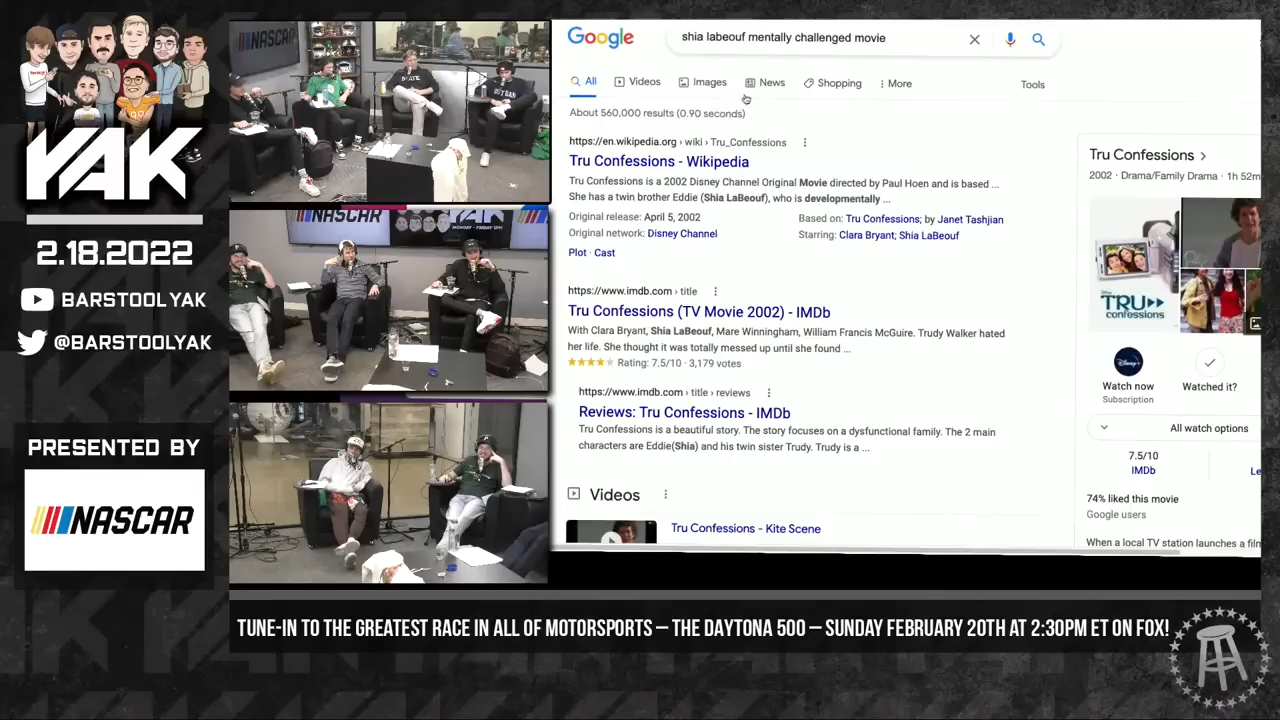 YAK
2.18.2022
BARSTOOLYAK
@BARSTOOLYAK
PRESENTED BY
NASCAR
NASCAR
NASCAR
YAK
MONDAY - FRIDAY 1PM
Google
shia labeouf mentally challenged movie
All
Videos
Images
News
Shopping
More
Tools
About 560,000 results (0.90 seconds)
https://en.wikipedia.org › wiki › Tru_Confessions
Tru Confessions - Wikipedia
Tru Confessions is a 2002 Disney Channel Original Movie directed by Paul Hoen and is based ...
She has a twin brother Eddie (Shia LaBeouf), who is developmentally ...
Original release: April 5, 2002
Based on: Tru Confessions; by Janet Tashjian
Original network: Disney Channel
Starring: Clara Bryant; Shia LaBeouf
Plot · Cast
https://www.imdb.com › title
Tru Confessions (TV Movie 2002) - IMDb
With Clara Bryant, Shia LaBeouf, Mare Winningham, William Francis McGuire. Trudy Walker hated
her life. She thought it was totally messed up until she found ...
Rating: 7.5/10 · 3,179 votes
https://www.imdb.com › title › reviews
Reviews: Tru Confessions - IMDb
Tru Confessions is a beautiful story. The story focuses on a dysfunctional family. The 2 main
characters are Eddie(Shia) and his twin sister Trudy. Trudy is a ...
Videos
Tru Confessions - Kite Scene
Tru Confessions ›
2002 · Drama/Family Drama · 1h 52m
TRU
confessions
Disney+
Watch now
Subscription
Watched it?
All watch options
7.5/10
IMDb
Le
74% liked this movie
Google users
When a local TV station launches a film
TUNE-IN TO THE GREATEST RACE IN ALL OF MOTORSPORTS – THE DAYTONA 500 – SUNDAY FEBRUARY 20TH AT 2:30PM ET ON FOX!